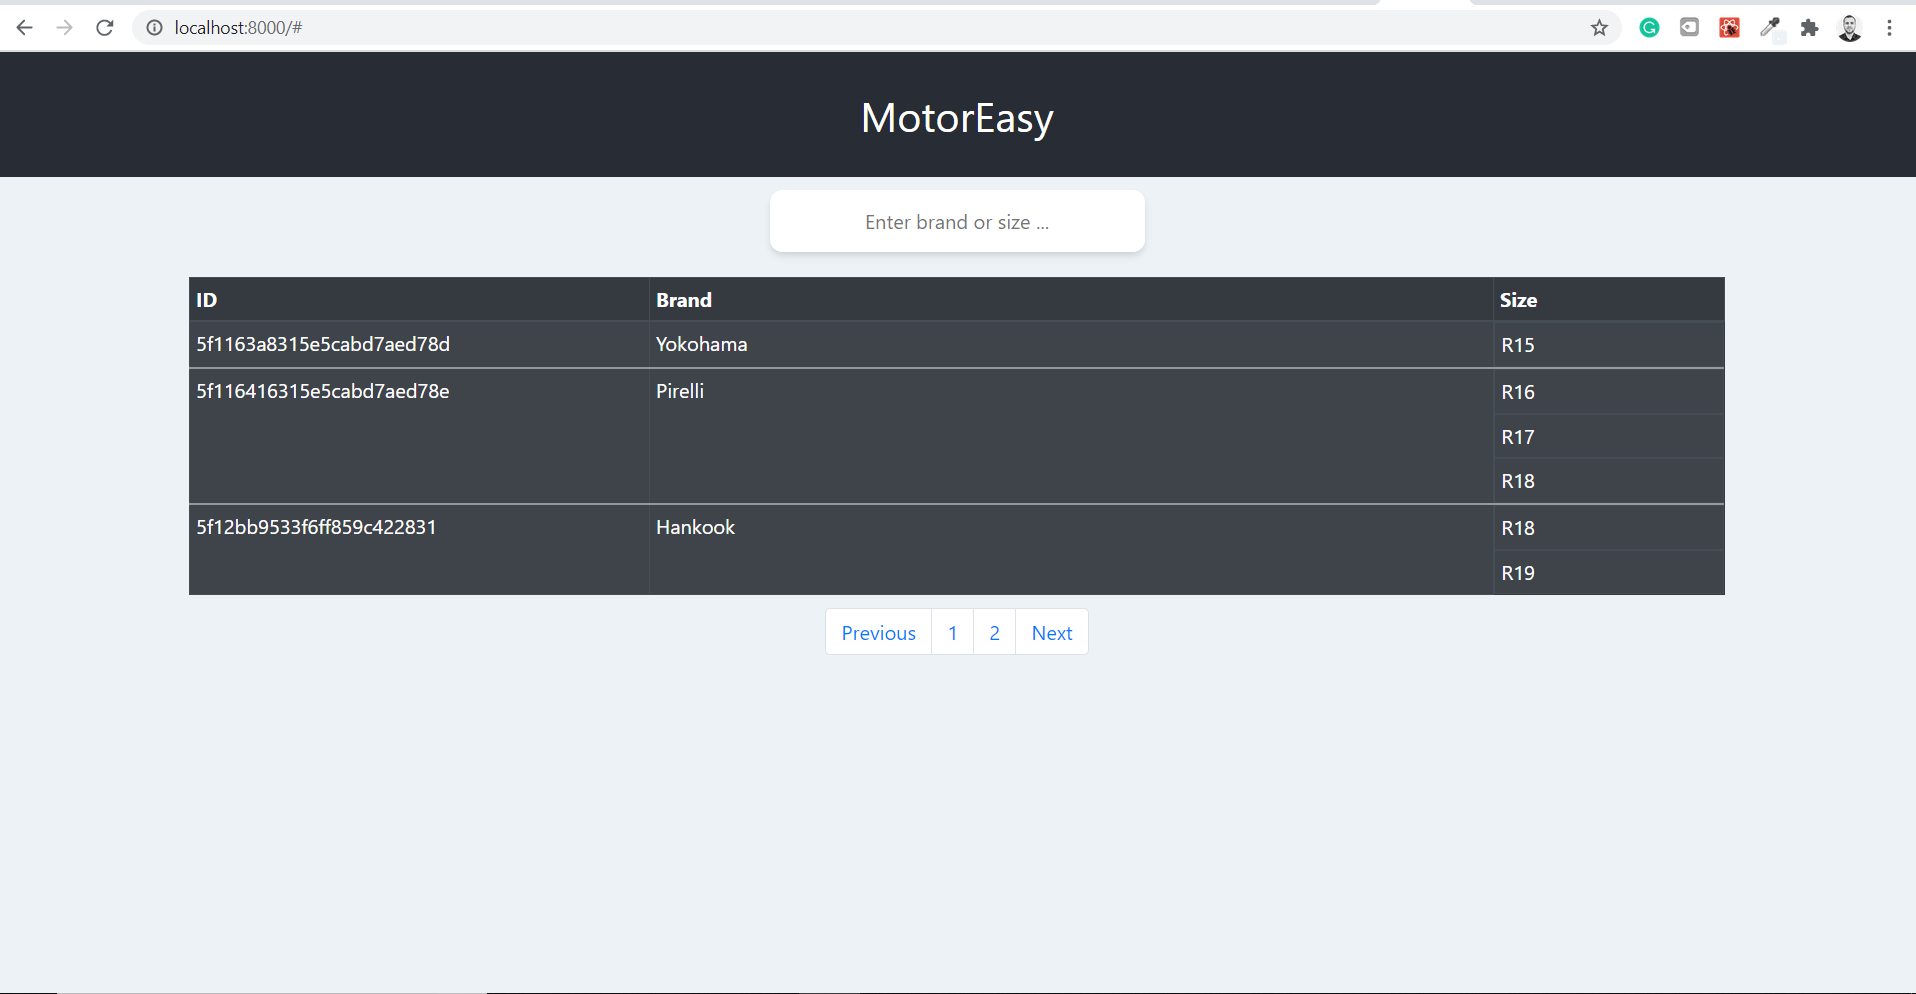 localhost:8000/#
MotorEasy
Enter brand or size ...
ID Brand Size
5f1163a8315e5cabd7aed78d Yokohama R15
5f116416315e5cabd7aed78e Pirelli R16
R17
R18
5f12bb9533f6ff859c422831 Hankook R18
R19
Previous 1 2 Next